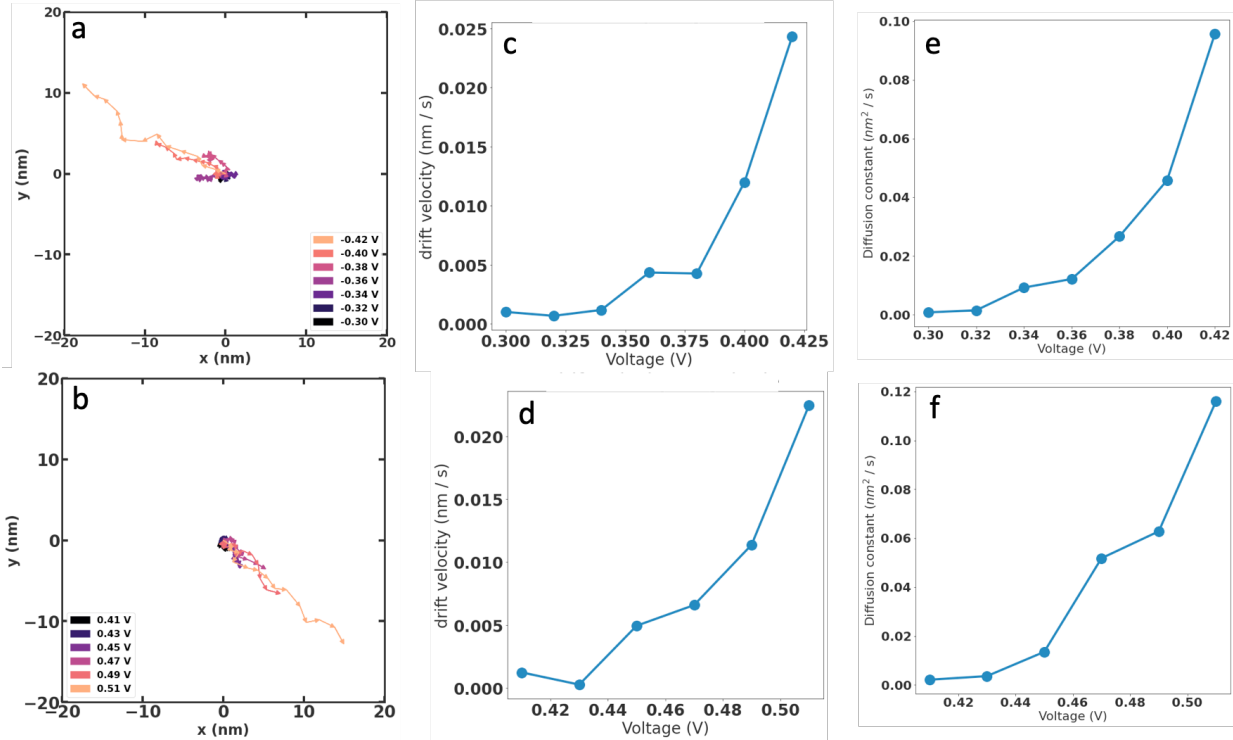 a
y (nm)
20
10
0
−10
−20
−20
−10
0
10
20
x (nm)
-0.42 V
-0.40 V
-0.38 V
-0.36 V
-0.34 V
-0.32 V
-0.30 V
c
drift velocity (nm / s)
0.025
0.020
0.015
0.010
0.005
0.000
0.300 0.325 0.350 0.375 0.400 0.425
Voltage (V)
e
Diffusion constant (nm² / s)
0.10
0.08
0.06
0.04
0.02
0.00
0.30 0.32 0.34 0.36 0.38 0.40 0.42
Voltage (V)
b
y (nm)
20
10
0
−10
−20
−20
−10
0
10
20
x (nm)
0.41 V
0.43 V
0.45 V
0.47 V
0.49 V
0.51 V
d
drift velocity (nm / s)
0.020
0.015
0.010
0.005
0.000
0.42 0.44 0.46 0.48 0.50
Voltage (V)
f
Diffusion constant (nm² / s)
0.12
0.10
0.08
0.06
0.04
0.02
0.00
0.42 0.44 0.46 0.48 0.50
Voltage (V)